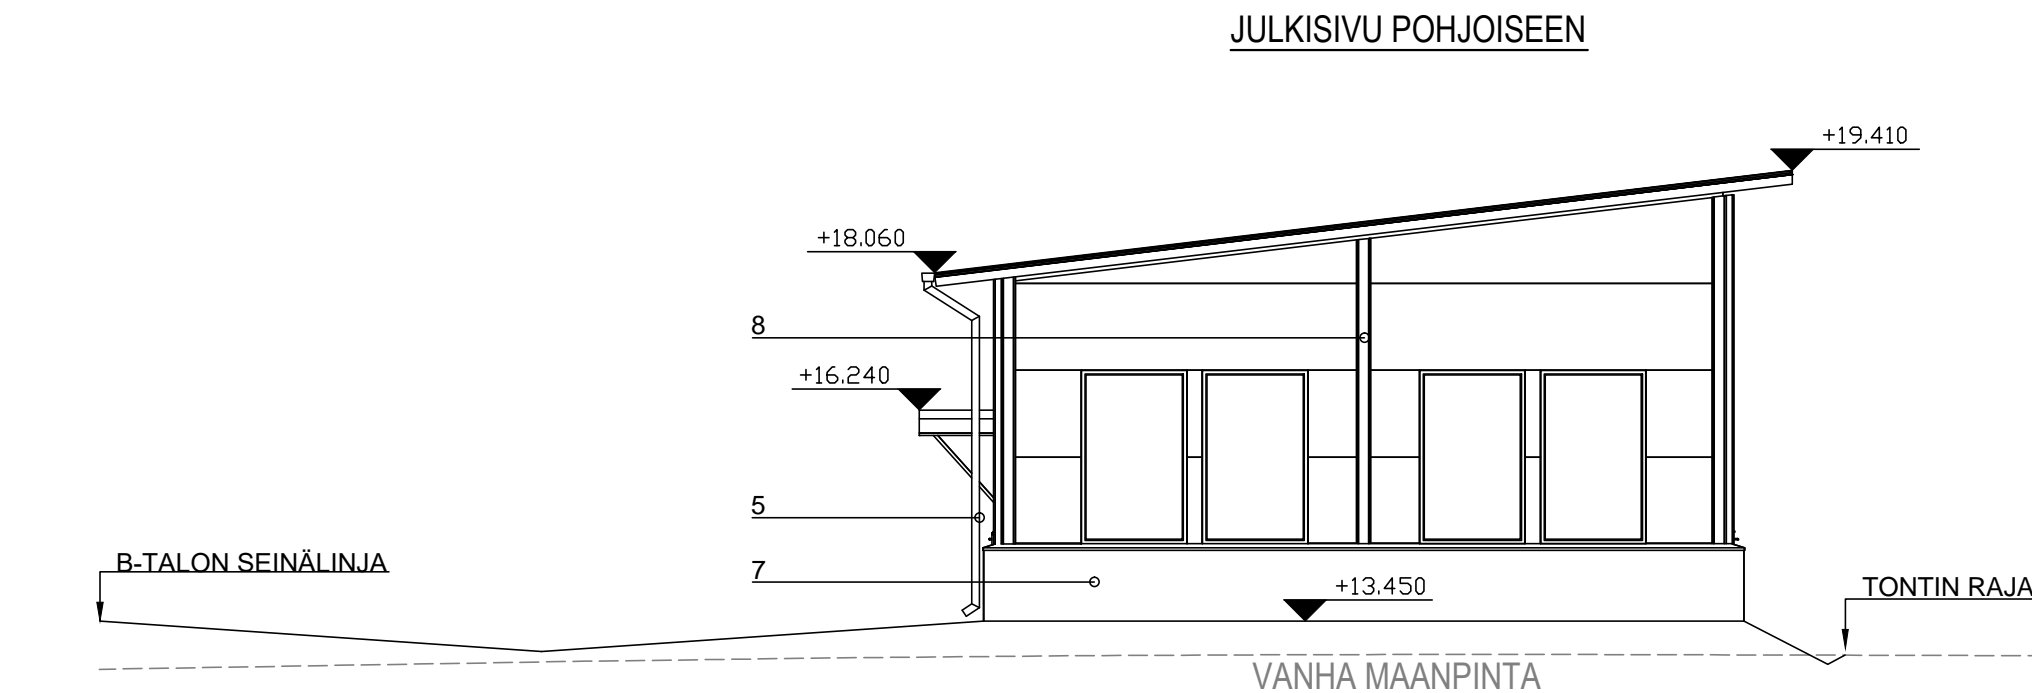 JULKISIVU POHJOISEEN
+19.410
+18.060
8
+16.240
5
B-TALON SEINÄLINJA
7
+13.450
TONTIN RAJA
VANHA MAANPINTA